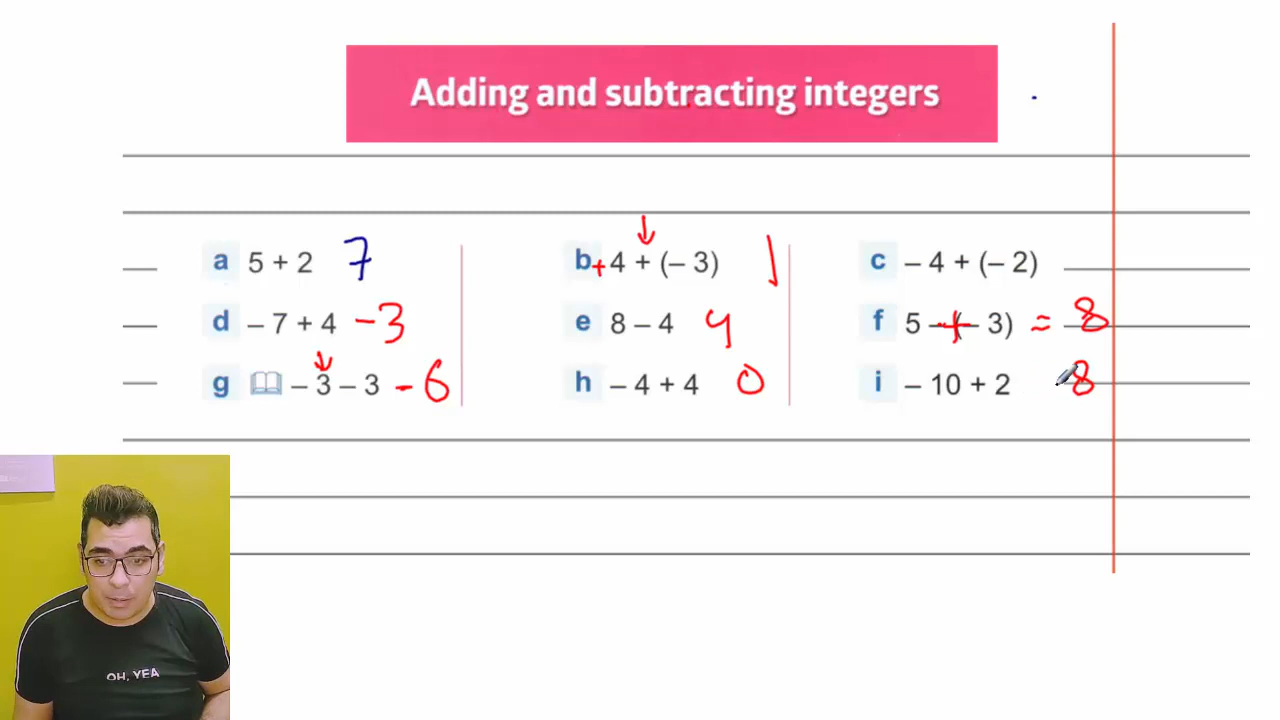 Adding and subtracting integers
a 5 + 2 7
b + 4 + (– 3) 1
c – 4 + (– 2)
d – 7 + 4 -3
e 8 – 4 4
f 5 – (– 3) = 8
g – 3 – 3 -6
h – 4 + 4 0
i – 10 + 2 8
OH, YEA